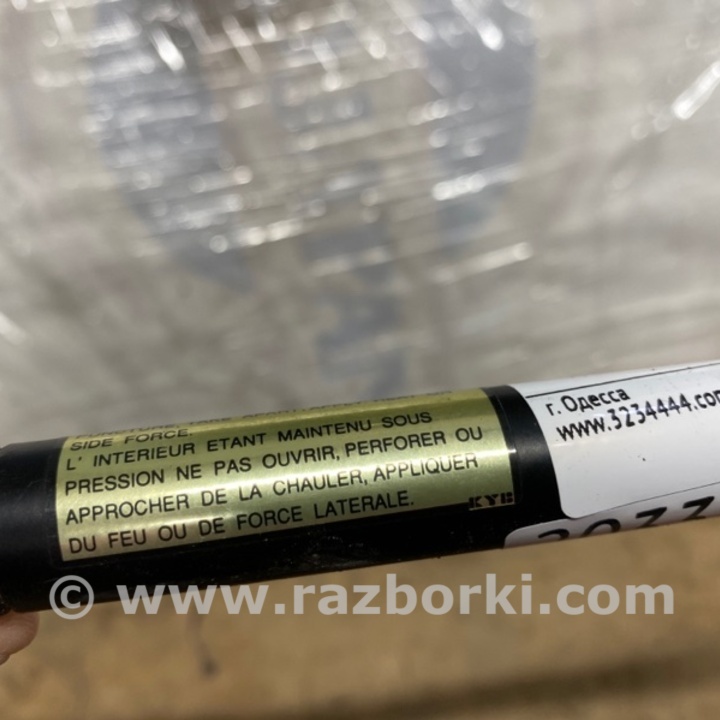 SIDE FORCE.
L' INTERIEUR ETANT MAINTENU SOUS
PRESSION NE PAS OUVRIR, PERFORER OU
APPROCHER DE LA CHAULER, APPLIQUER
DU FEU OU DE FORCE LATERALE.
KYB
г. Одесса
www.3234444.com
© www.razborki.com